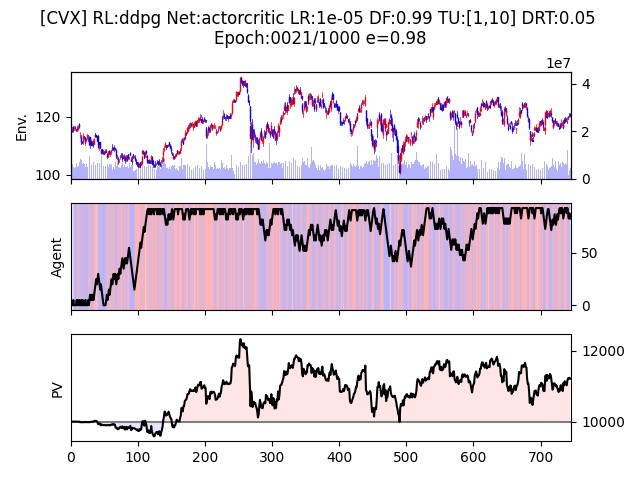 [CVX] RL:ddpg Net:actorcritic LR:1e-05 DF:0.99 TU:[1,10] DRT:0.05
Epoch:0021/1000 e=0.98
1e7
Env.
120
100
4
2
0
Agent
50
0
PV
12000
10000
0 100 200 300 400 500 600 700